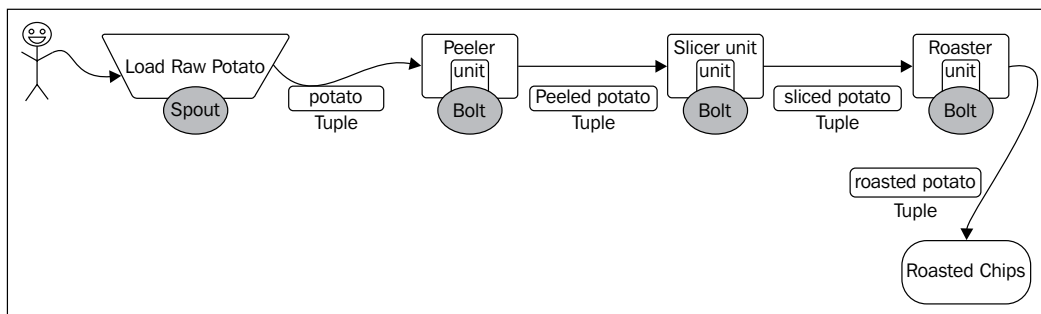 Load Raw Potato
Spout
potato
Tuple
Peeler
unit
Bolt
Peeled potato
Tuple
Slicer unit
unit
Bolt
sliced potato
Tuple
Roaster
unit
Bolt
roasted potato
Tuple
Roasted Chips